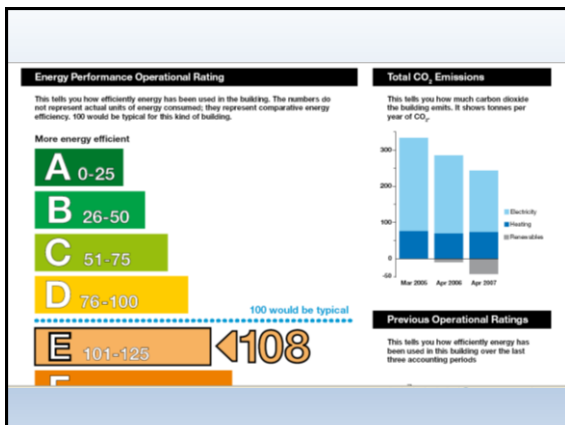 Energy Performance Operational Rating
This tells you how efficiently energy has been used in the building. The numbers do
not represent actual units of energy consumed; they represent comparative energy
efficiency. 100 would be typical for this kind of building.
More energy efficient
A 0-25
B 26-50
C 51-75
D 76-100
100 would be typical
E 101-125
108
Total CO₂ Emissions
This tells you how much carbon dioxide
the building emits. It shows tonnes per
year of CO₂.
300
200
100
0
-50
Electricity
Heating
Renewables
Mar 2005 Apr 2006 Apr 2007
Previous Operational Ratings
This tells you how efficiently energy has
been used in this building over the last
three accounting periods